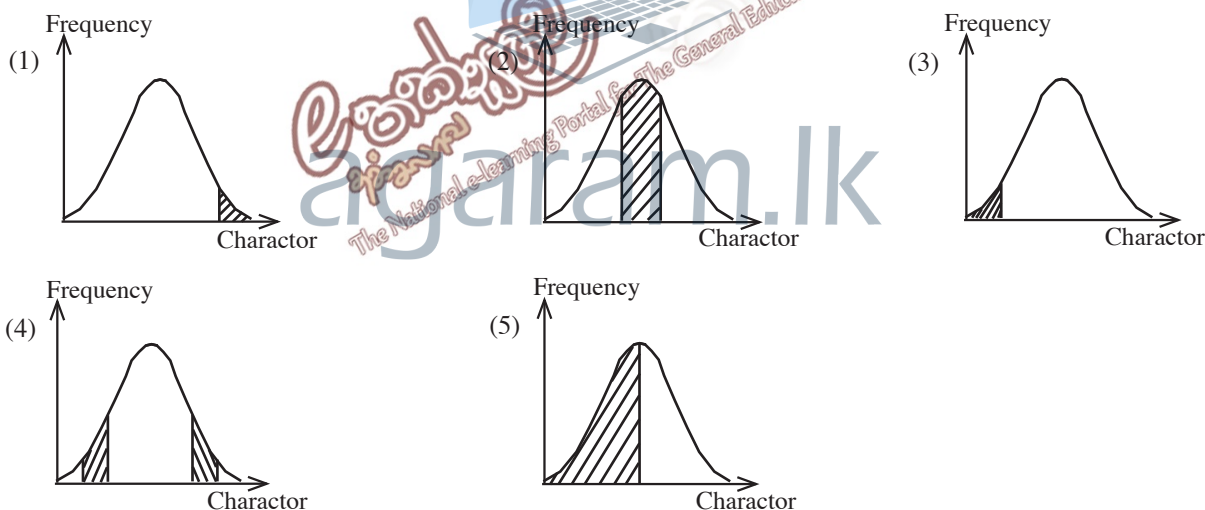 Frequency
(1)
Charactor
Frequency
(2)
Charactor
Frequency
(3)
Charactor
The National e-learning Portal for The General Educ
agaram.lk
Frequency
(4)
Charactor
Frequency
(5)
Charactor